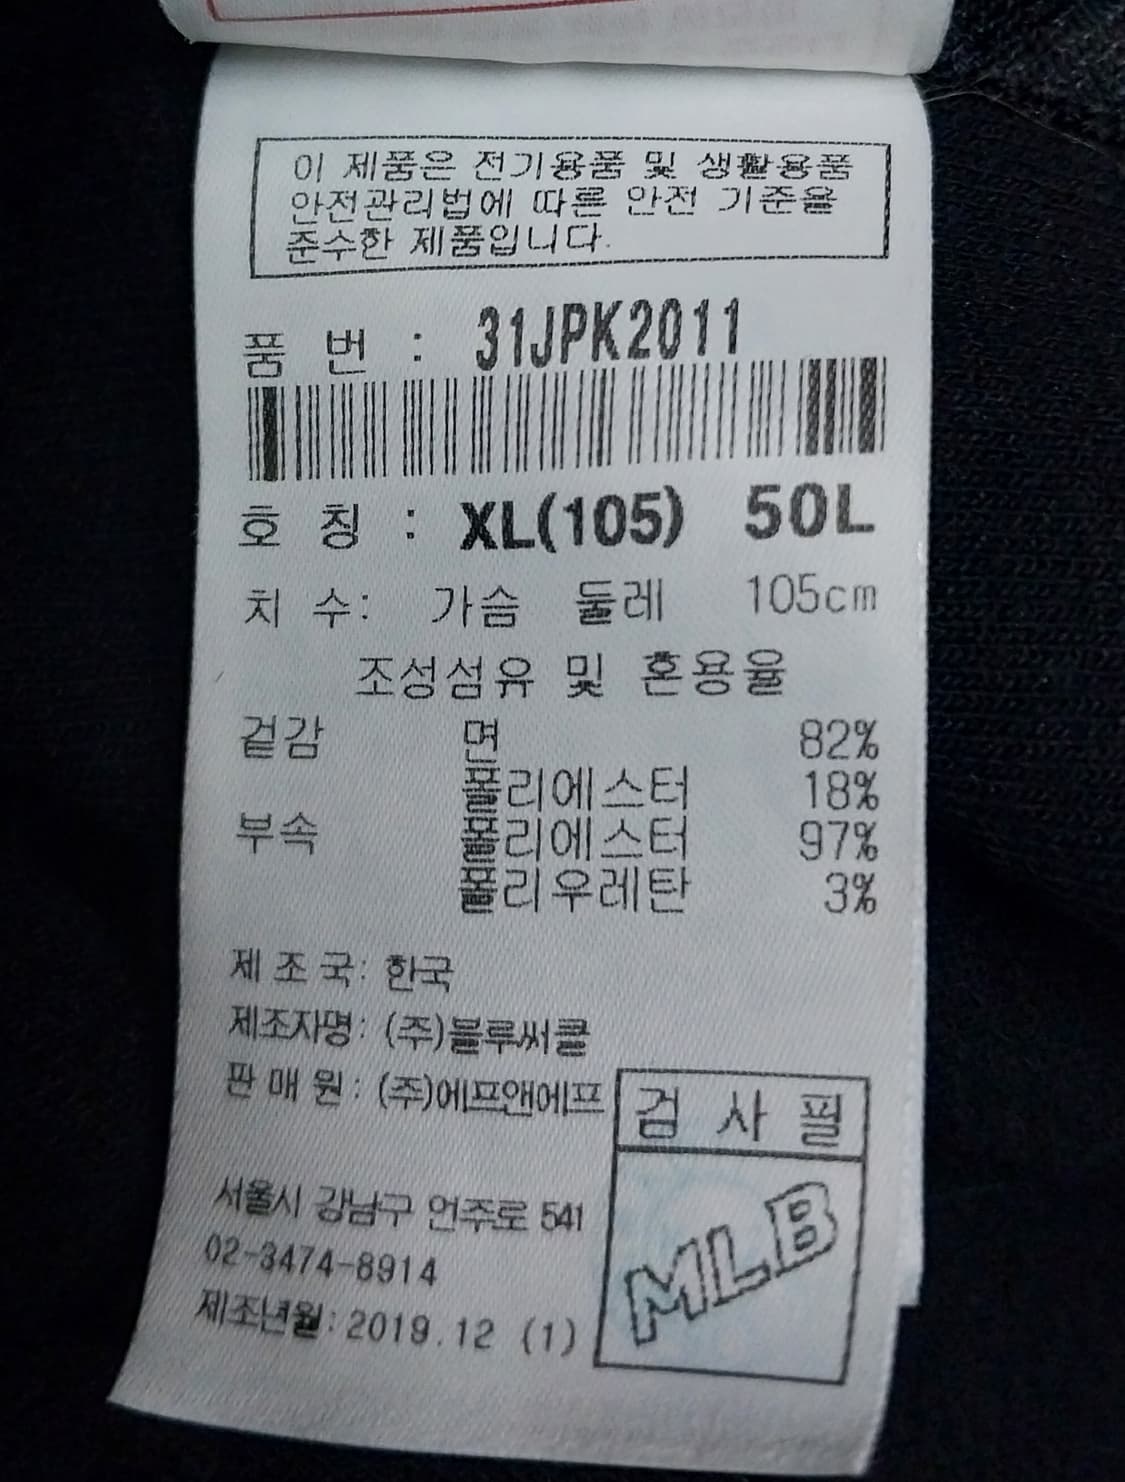 이 제품은 전기용품 및 생활용품
안전관리법에 따른 안전 기준을
준수한 제품입니다.
품 번 : 31JPK2011
호 칭 : XL(105) 50L
치 수: 가슴 둘레 105cm
조성섬유 및 혼용율
겉감 면 82%
폴리에스터 18%
부속 폴리에스터 97%
폴리우레탄 3%
제 조 국: 한국
제조자명: (주)블루써클
판 매 원: (주)에프앤에프
검 사 필
MLB
서울시 강남구 언주로 541
02-3474-8914
제조년월: 2019.12 (1)